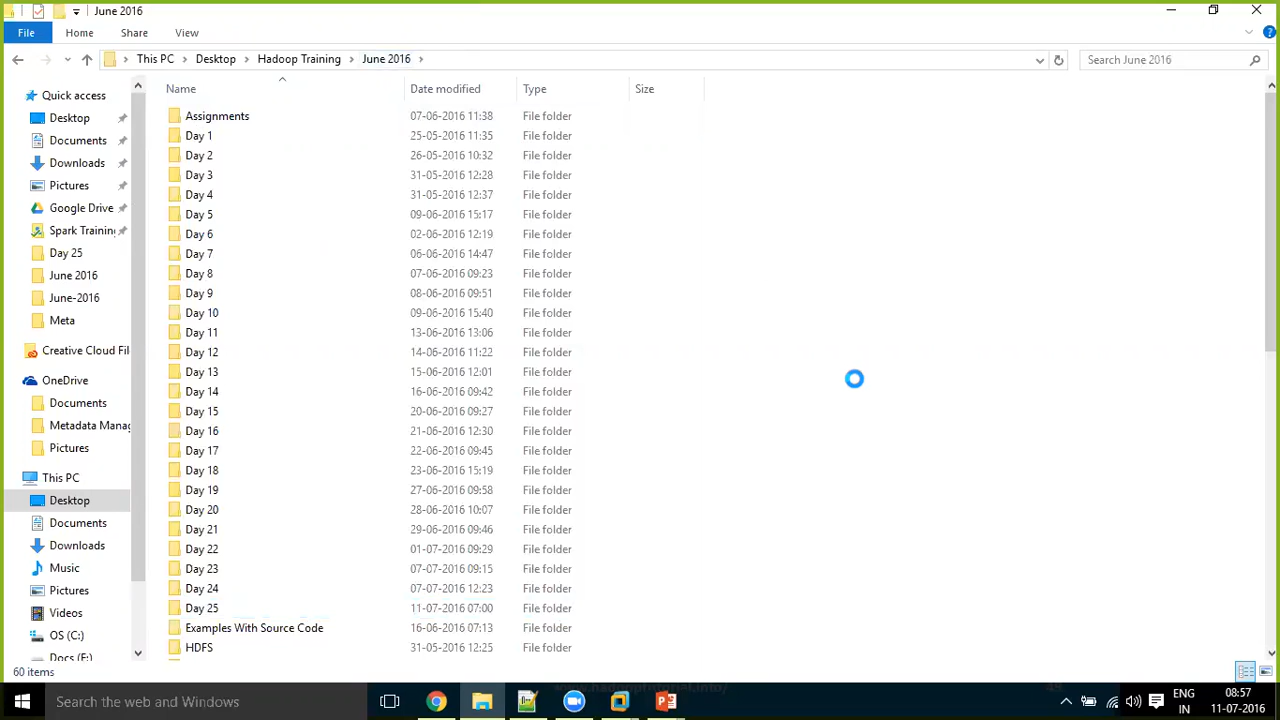 June 2016
File Home Share View
This PC Desktop Hadoop Training June 2016 Search June 2016
Name Date modified Type Size
Quick access
Desktop
Documents
Downloads
Pictures
Google Drive
Spark Training
Day 25
June 2016
June-2016
Meta
Creative Cloud Fil
OneDrive
Documents
Metadata Manag
Pictures
This PC
Desktop
Documents
Downloads
Music
Pictures
Videos
OS (C:)
Docs (E:)
Assignments 07-06-2016 11:38 File folder
Day 1 25-05-2016 11:35 File folder
Day 2 26-05-2016 10:32 File folder
Day 3 31-05-2016 12:28 File folder
Day 4 31-05-2016 12:37 File folder
Day 5 09-06-2016 15:17 File folder
Day 6 02-06-2016 12:19 File folder
Day 7 06-06-2016 14:47 File folder
Day 8 07-06-2016 09:23 File folder
Day 9 08-06-2016 09:51 File folder
Day 10 09-06-2016 15:40 File folder
Day 11 13-06-2016 13:06 File folder
Day 12 14-06-2016 11:22 File folder
Day 13 15-06-2016 12:01 File folder
Day 14 16-06-2016 09:42 File folder
Day 15 20-06-2016 09:27 File folder
Day 16 21-06-2016 12:30 File folder
Day 17 22-06-2016 09:45 File folder
Day 18 23-06-2016 15:19 File folder
Day 19 27-06-2016 09:58 File folder
Day 20 28-06-2016 10:07 File folder
Day 21 29-06-2016 09:46 File folder
Day 22 01-07-2016 09:29 File folder
Day 23 07-07-2016 09:15 File folder
Day 24 07-07-2016 12:23 File folder
Day 25 11-07-2016 07:00 File folder
Examples With Source Code 16-06-2016 07:13 File folder
HDFS 31-05-2016 12:25 File folder
60 items
Search the web and Windows
ENG 08:57
IN 11-07-2016